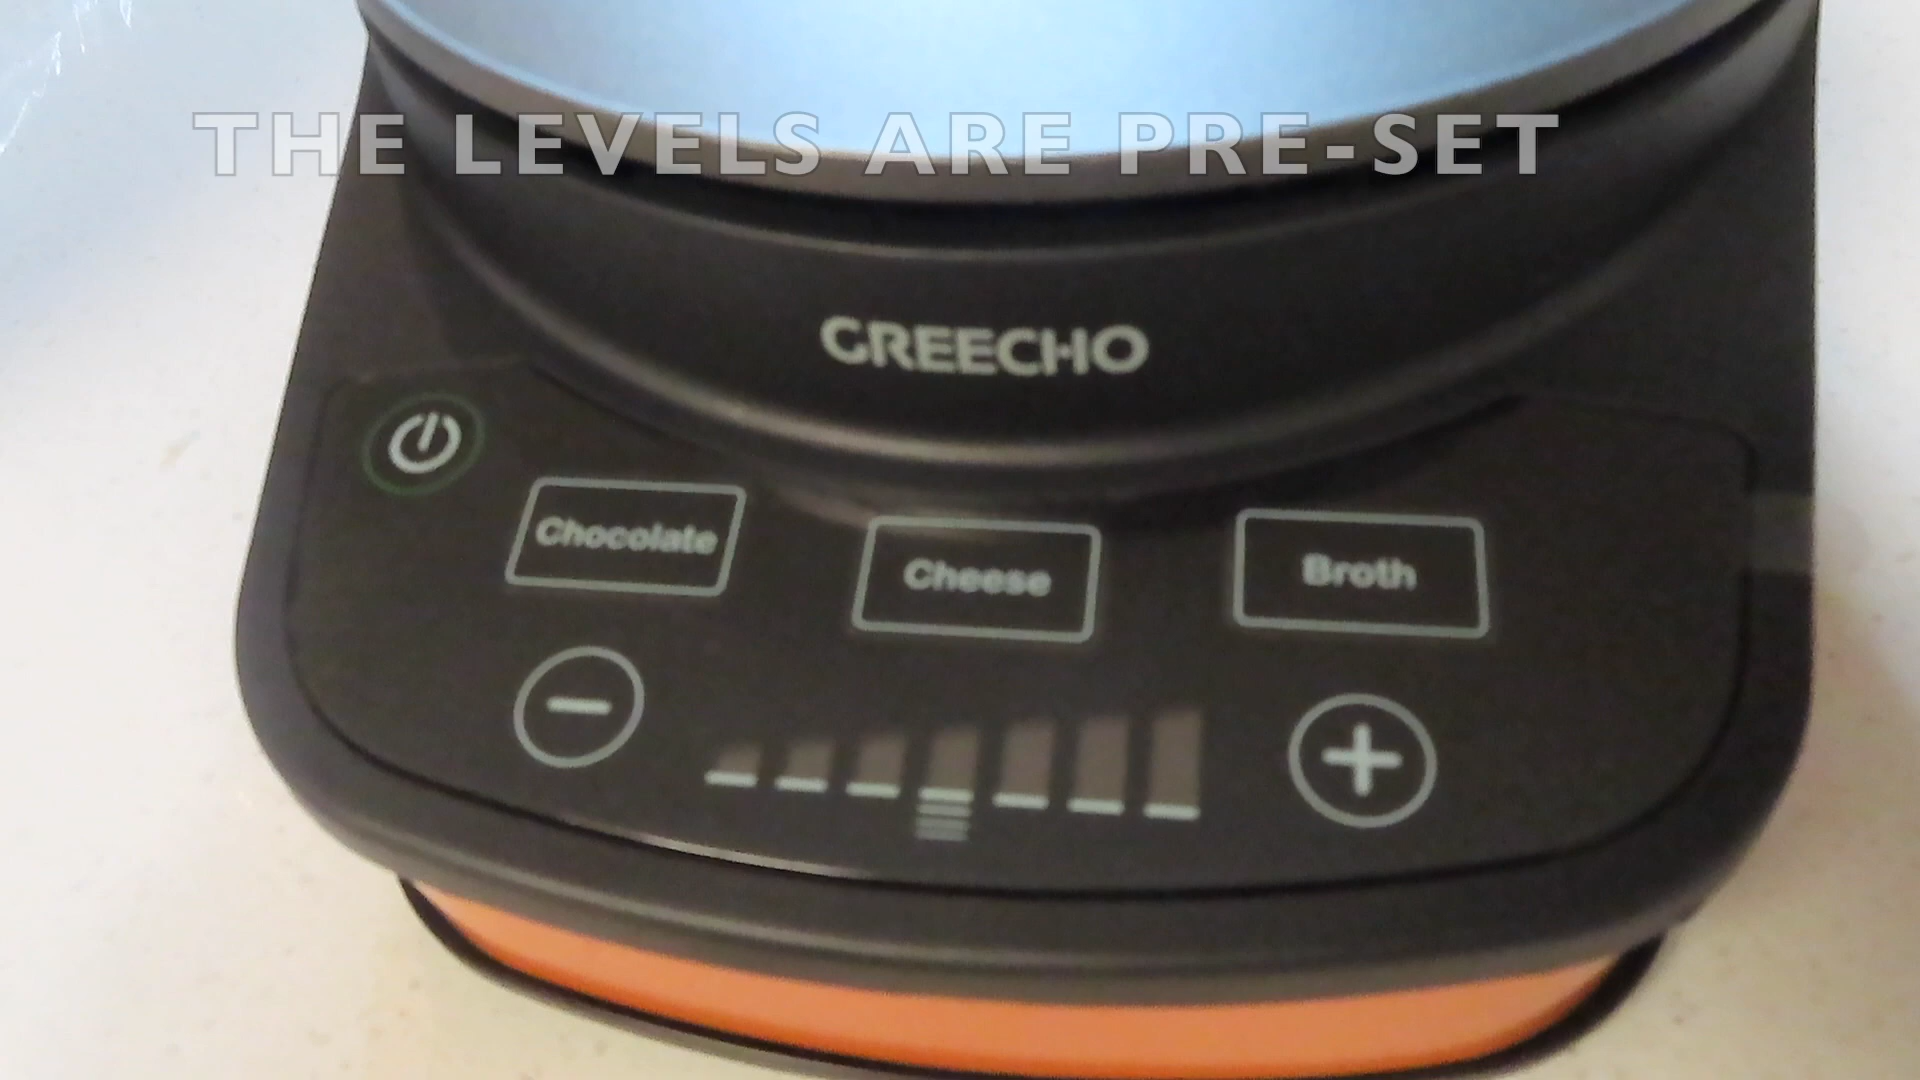 THE LEVELS ARE PRE-SET
GREECHO
Chocolate
Cheese
Broth